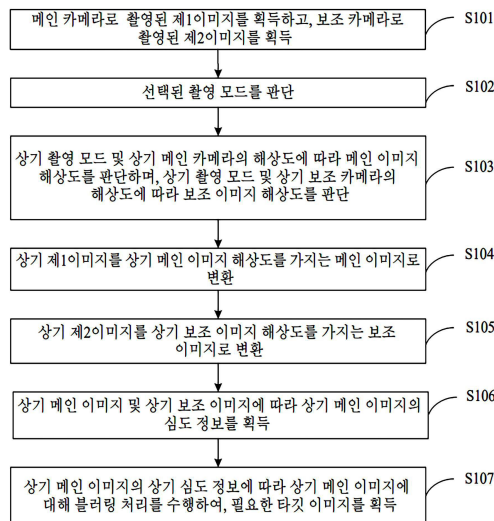 메인 카메라로 촬영된 제1이미지를 획득하고, 보조 카메라로
촬영된 제2이미지를 획득
S101
선택된 촬영 모드를 판단
S102
상기 촬영 모드 및 상기 메인 카메라의 해상도에 따라 메인 이미지
해상도를 판단하며, 상기 촬영 모드 및 상기 보조 카메라의
해상도에 따라 보조 이미지 해상도를 판단
S103
상기 제1이미지를 상기 메인 이미지 해상도를 가지는 메인 이미지로
변환
S104
상기 제2이미지를 상기 보조 이미지 해상도를 가지는 보조
이미지로 변환
S105
상기 메인 이미지 및 상기 보조 이미지에 따라 상기 메인 이미지의
심도 정보를 획득
S106
상기 메인 이미지의 상기 심도 정보에 따라 상기 메인 이미지에
대해 블러링 처리를 수행하여, 필요한 타깃 이미지를 획득
S107